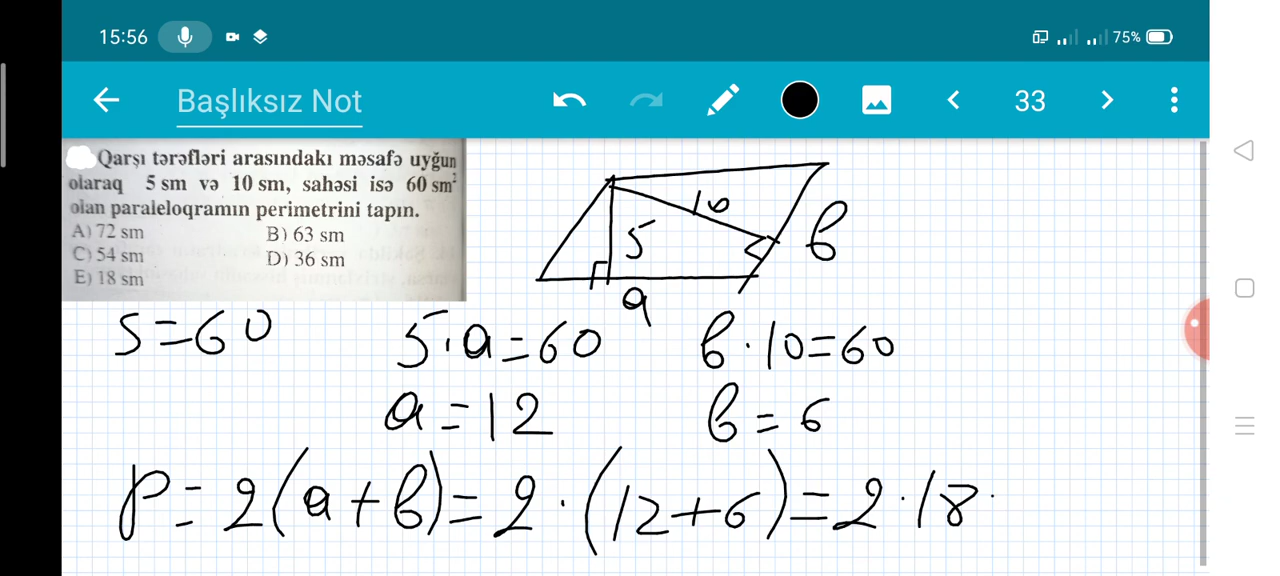 15:56
75%
Başlıksız Not
33
Qarşı tərəfləri arasındakı məsafə uyğun
olaraq 5 sm və 10 sm, sahəsi isə 60 sm²
olan paraleloqramın perimetrini tapın.
A) 72 sm
B) 63 sm
C) 54 sm
D) 36 sm
E) 18 sm
10
5
a
b
S=60
5·a=60
b·10=60
a=12
b=6
P=2(a+b)=2·(12+6)=2·18